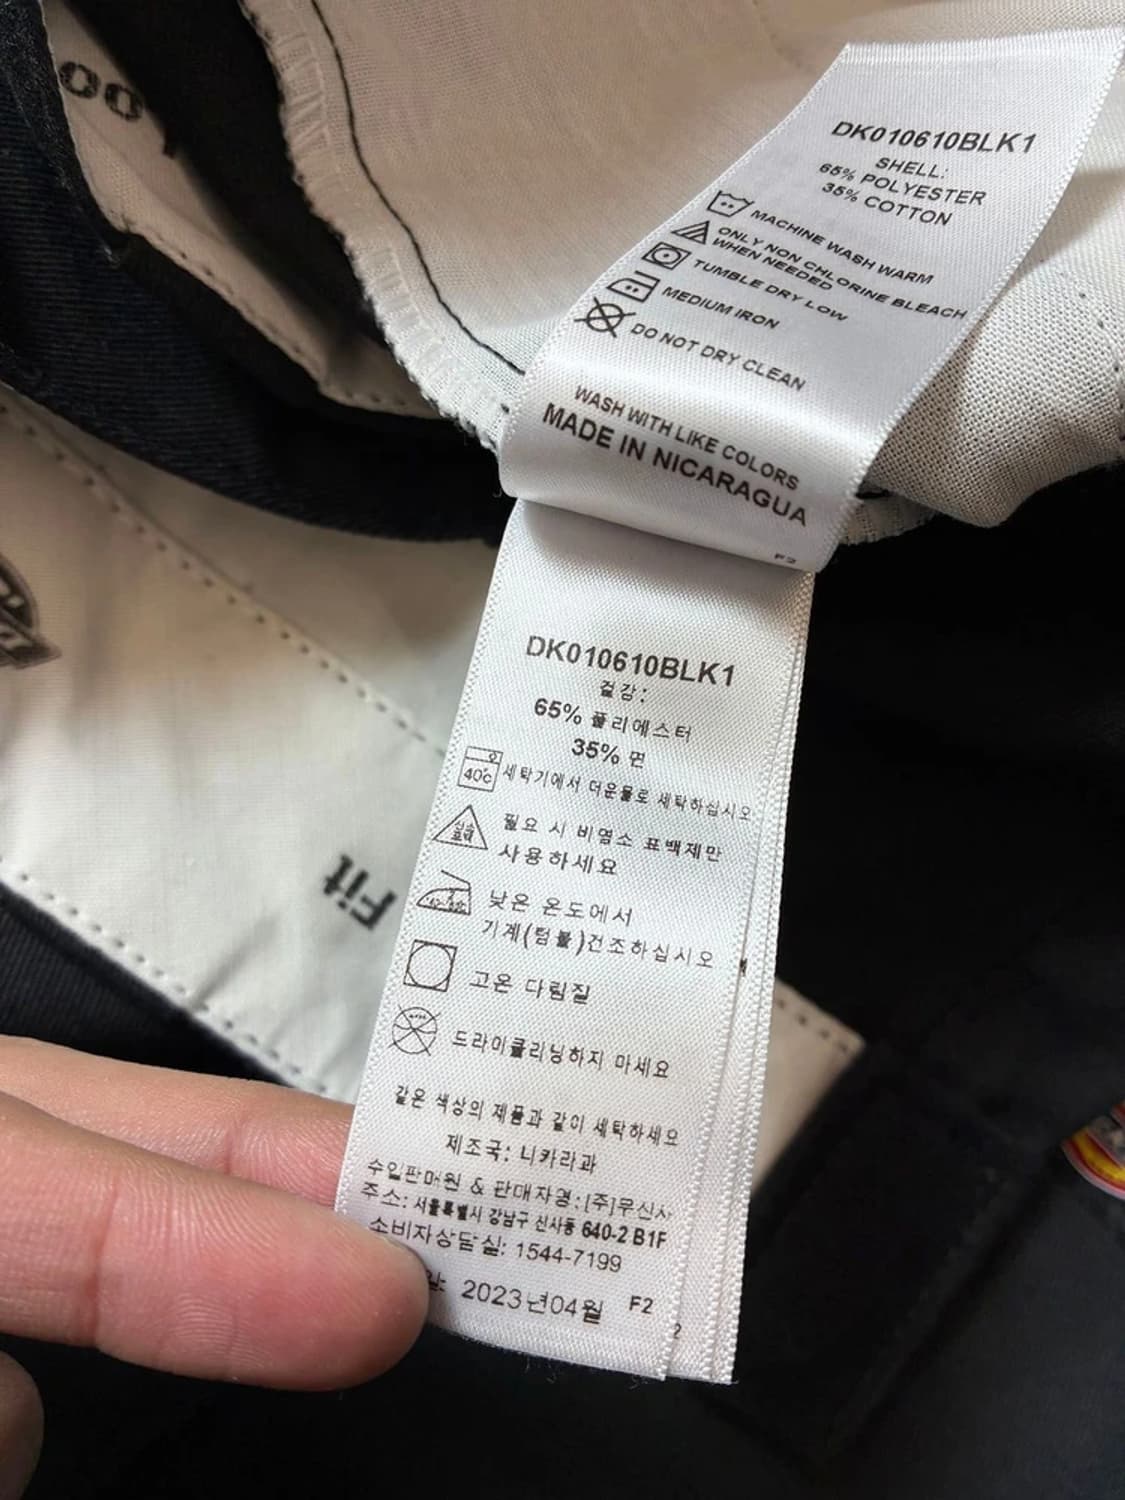 DK010610BLK1
SHELL:
65% POLYESTER
35% COTTON
MACHINE WASH WARM
ONLY NON CHLORINE BLEACH
WHEN NEEDED
TUMBLE DRY LOW
MEDIUM IRON
DO NOT DRY CLEAN
WASH WITH LIKE COLORS
MADE IN NICARAGUA
F2
DK010610BLK1
겉감:
65% 폴리에스터
35% 면
40°c 세탁기에서 더운물로 세탁하십시오
필요 시 비염소 표백제만
사용하세요
낮은 온도에서
기계(텀블)건조하십시오
고온 다림질
드라이클리닝하지 마세요
같은 색상의 제품과 같이 세탁하세요
제조국: 니카라과
수입판매원 & 판매자명: [주]무신사
주소: 서울특별시 강남구 신사동 640-2 B1F
소비자상담실: 1544-7199
2023년04월 F2
2
Fit
00